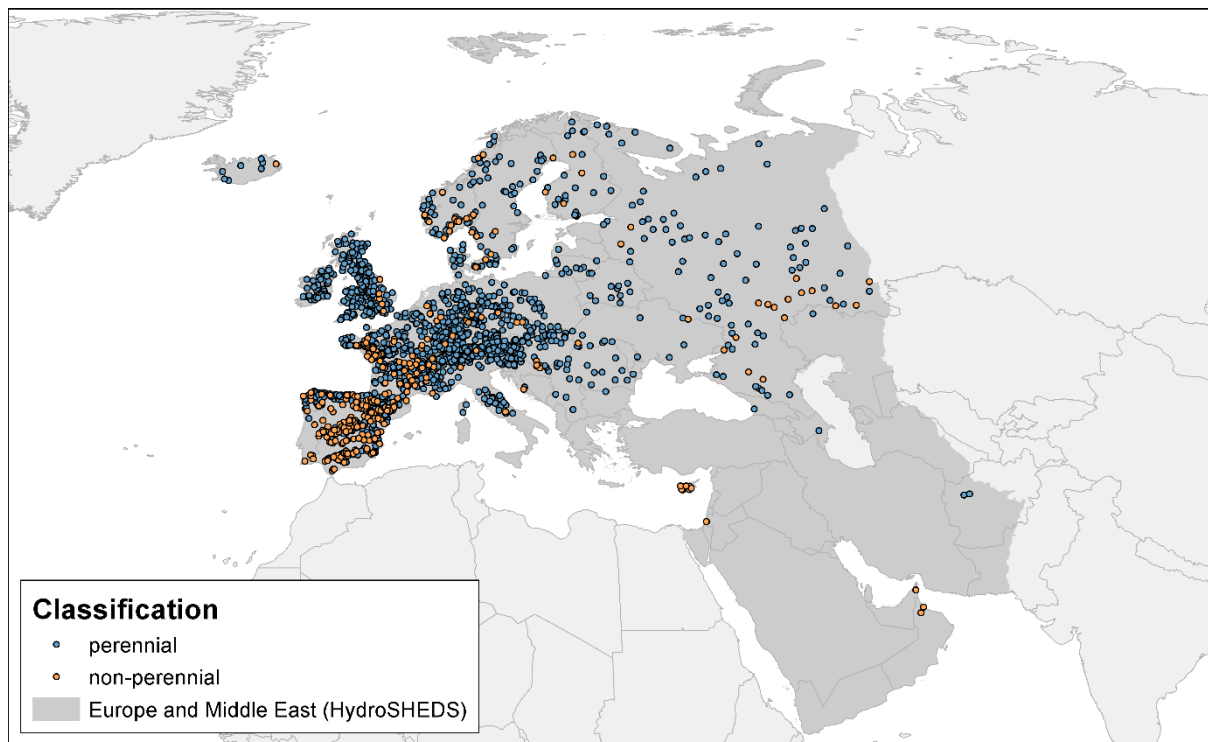 Classification
perennial
non-perennial
Europe and Middle East (HydroSHEDS)